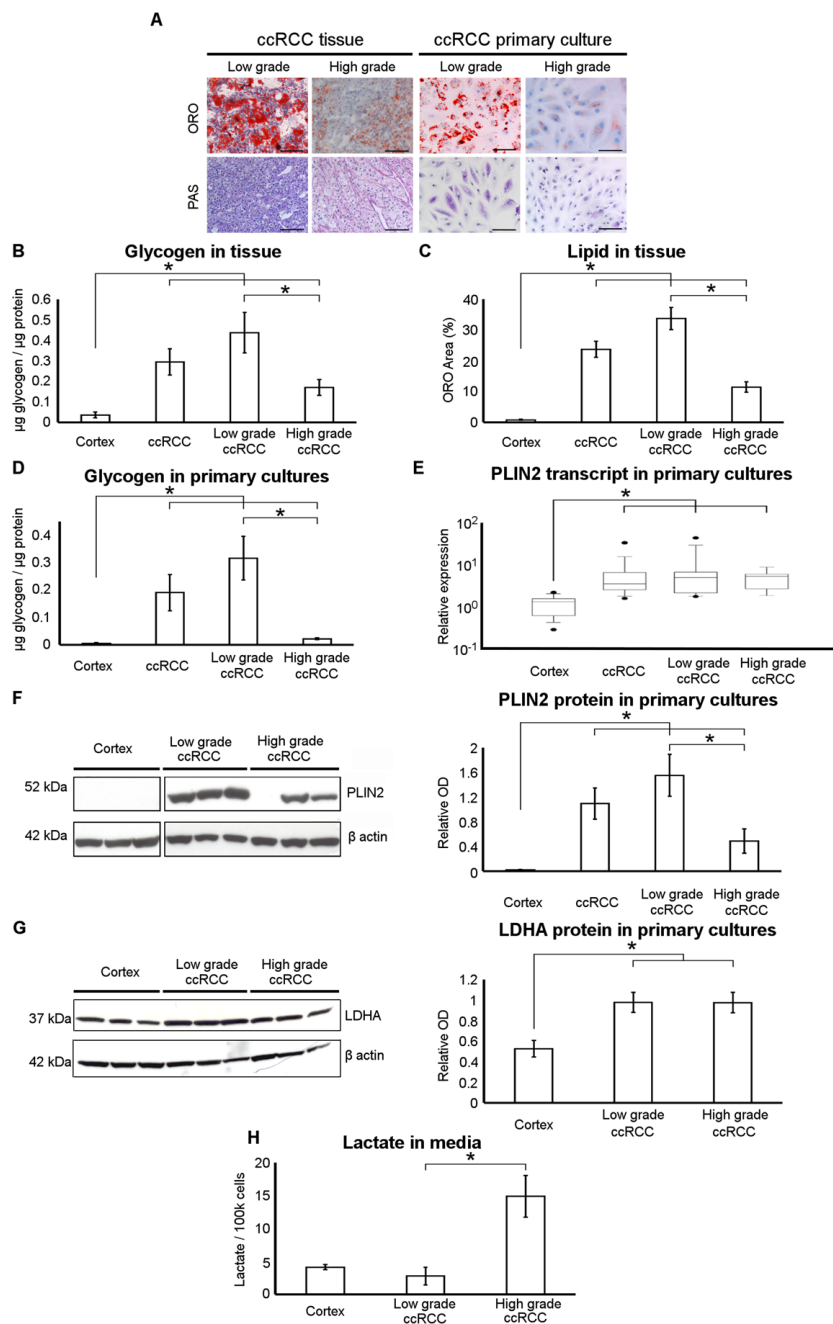 A
ccRCC tissue
ccRCC primary culture
Low grade
High grade
Low grade
High grade
ORO
PAS
B
Glycogen in tissue
*
*
µg glycogen / µg protein
0.6
0.5
0.4
0.3
0.2
0.1
0
Cortex
ccRCC
Low grade
ccRCC
High grade
ccRCC
C
Lipid in tissue
*
*
ORO Area (%)
40
30
20
10
0
Cortex
ccRCC
Low grade
ccRCC
High grade
ccRCC
D
Glycogen in primary cultures
*
*
µg glycogen / µg protein
0.4
0.3
0.2
0.1
0
Cortex
ccRCC
Low grade
ccRCC
High grade
ccRCC
E
PLIN2 transcript in primary cultures
*
Relative expression
10²
10¹
10⁰
10⁻¹
Cortex
ccRCC
Low grade
ccRCC
High grade
ccRCC
F
Cortex
Low grade
ccRCC
High grade
ccRCC
52 kDa
PLIN2
42 kDa
β actin
PLIN2 protein in primary cultures
*
*
Relative OD
2
1.6
1.2
0.8
0.4
0
Cortex
ccRCC
Low grade
ccRCC
High grade
ccRCC
G
Cortex
Low grade
ccRCC
High grade
ccRCC
37 kDa
LDHA
42 kDa
β actin
LDHA protein in primary cultures
*
Relative OD
1.2
1
0.8
0.6
0.4
0.2
0
Cortex
Low grade
ccRCC
High grade
ccRCC
H
Lactate in media
*
Lactate / 100k cells
20
15
10
5
0
Cortex
Low grade
ccRCC
High grade
ccRCC